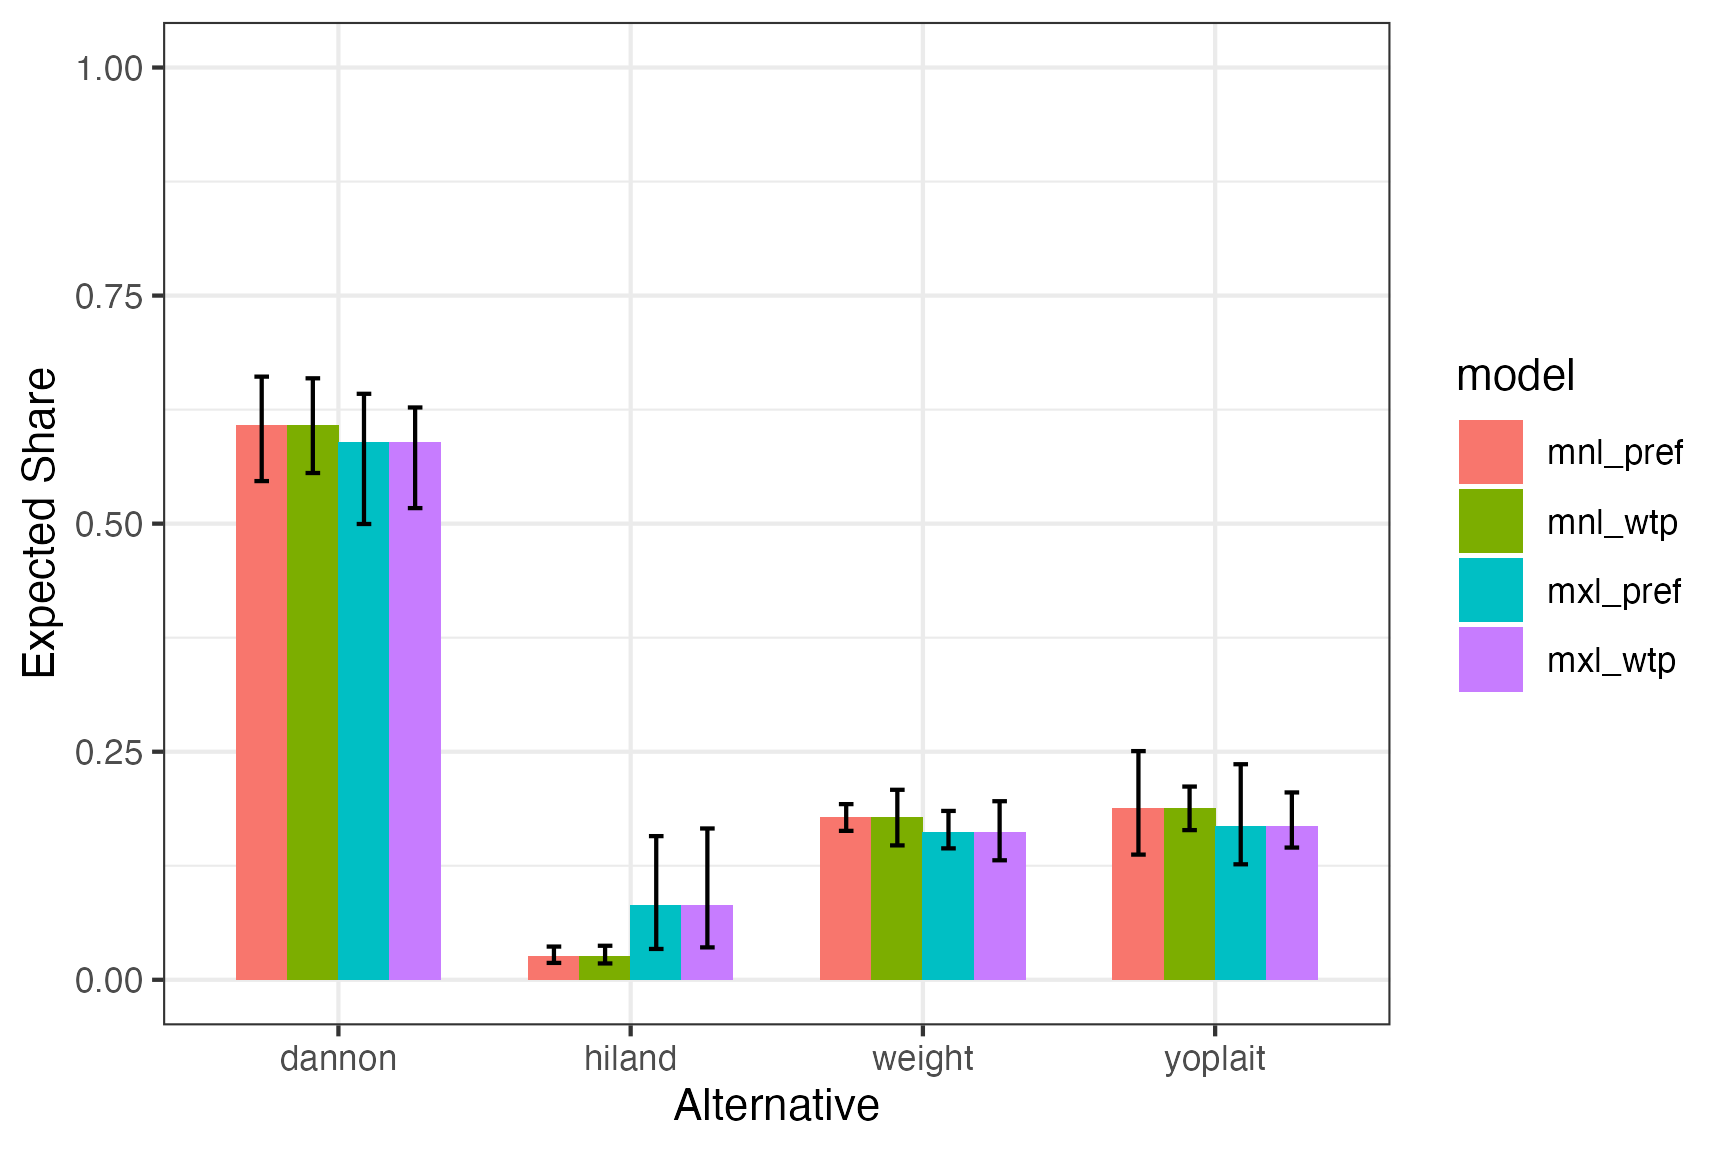 1.00
0.75
0.50
0.25
0.00
Expected Share
dannon hiland weight yoplait
Alternative
model
mnl_pref
mnl_wtp
mxl_pref
mxl_wtp